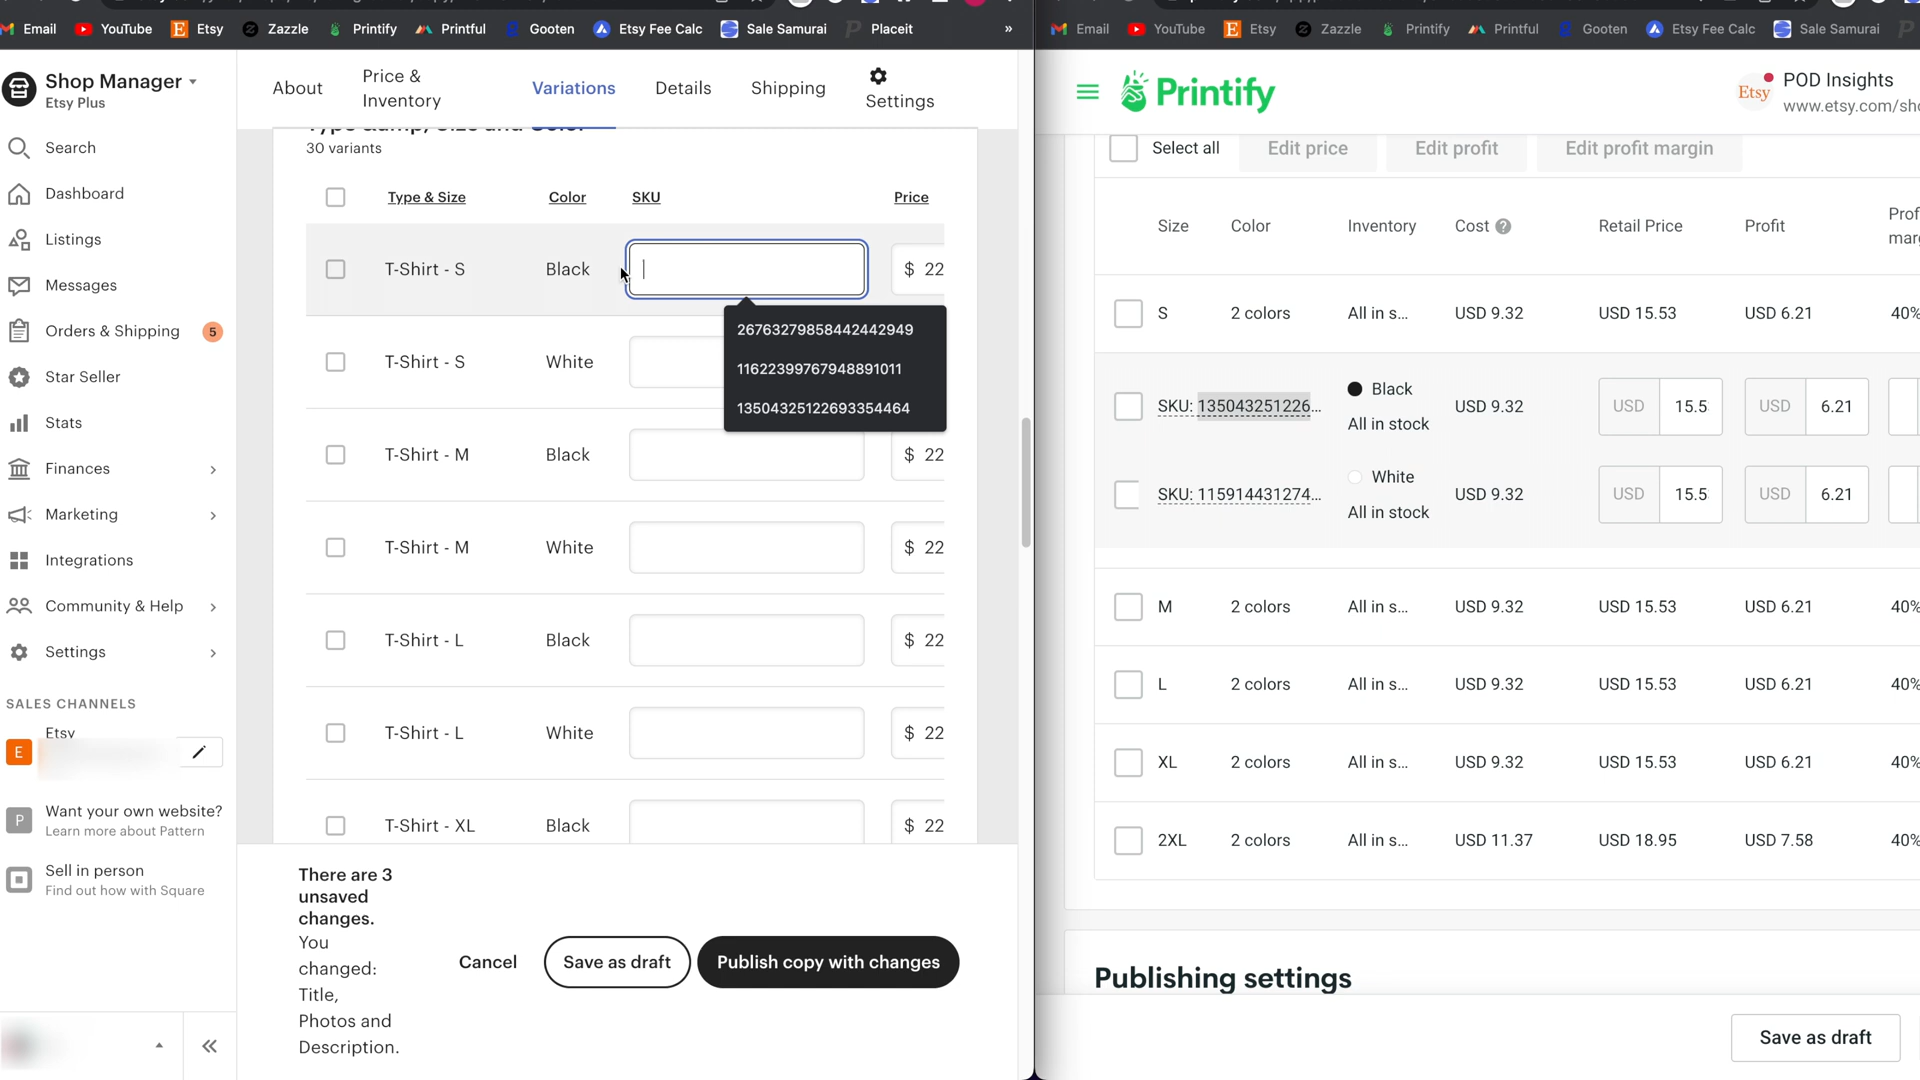 Email
YouTube
Etsy
Zazzle
Printify
Printful
Gooten
Etsy Fee Calc
Sale Samurai
Placeit
»
Shop Manager
Etsy Plus
Search
Dashboard
Listings
Messages
Orders & Shipping
5
Star Seller
Stats
Finances
Marketing
Integrations
Community & Help
Settings
SALES CHANNELS
Etsy
E
P
Want your own website?
Learn more about Pattern
Sell in person
Find out how with Square
About
Price &
Inventory
Variations
Details
Shipping
Settings
30 variants
Type & Size
Color
SKU
Price
T-Shirt - S
Black
$ 22
26763279858442442949
11622399767948891011
13504325122693354464
T-Shirt - S
White
T-Shirt - M
Black
$ 22
T-Shirt - M
White
$ 22
T-Shirt - L
Black
$ 22
T-Shirt - L
White
$ 22
T-Shirt - XL
Black
$ 22
There are 3
unsaved
changes.
You
changed:
Title,
Photos and
Description.
Cancel
Save as draft
Publish copy with changes
Email
YouTube
Etsy
Zazzle
Printify
Printful
Gooten
Etsy Fee Calc
Sale Samurai
Printify
Etsy
POD Insights
www.etsy.com/sho
Select all
Edit price
Edit profit
Edit profit margin
Size
Color
Inventory
Cost ?
Retail Price
Profit
S
2 colors
All in s...
USD 9.32
USD 15.53
USD 6.21
40%
SKU: 135043251226...
Black
All in stock
USD 9.32
USD 15.5
USD 6.21
SKU: 115914431274...
White
All in stock
USD 9.32
USD 15.5
USD 6.21
M
2 colors
All in s...
USD 9.32
USD 15.53
USD 6.21
40%
L
2 colors
All in s...
USD 9.32
USD 15.53
USD 6.21
40%
XL
2 colors
All in s...
USD 9.32
USD 15.53
USD 6.21
40%
2XL
2 colors
All in s...
USD 11.37
USD 18.95
USD 7.58
40%
Publishing settings
Save as draft